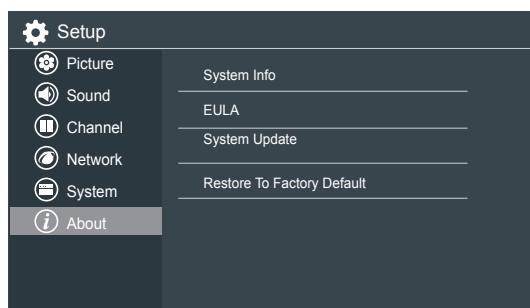 Setup
Picture
Sound
Channel
Network
System
About
System Info
EULA
System Update
Restore To Factory Default